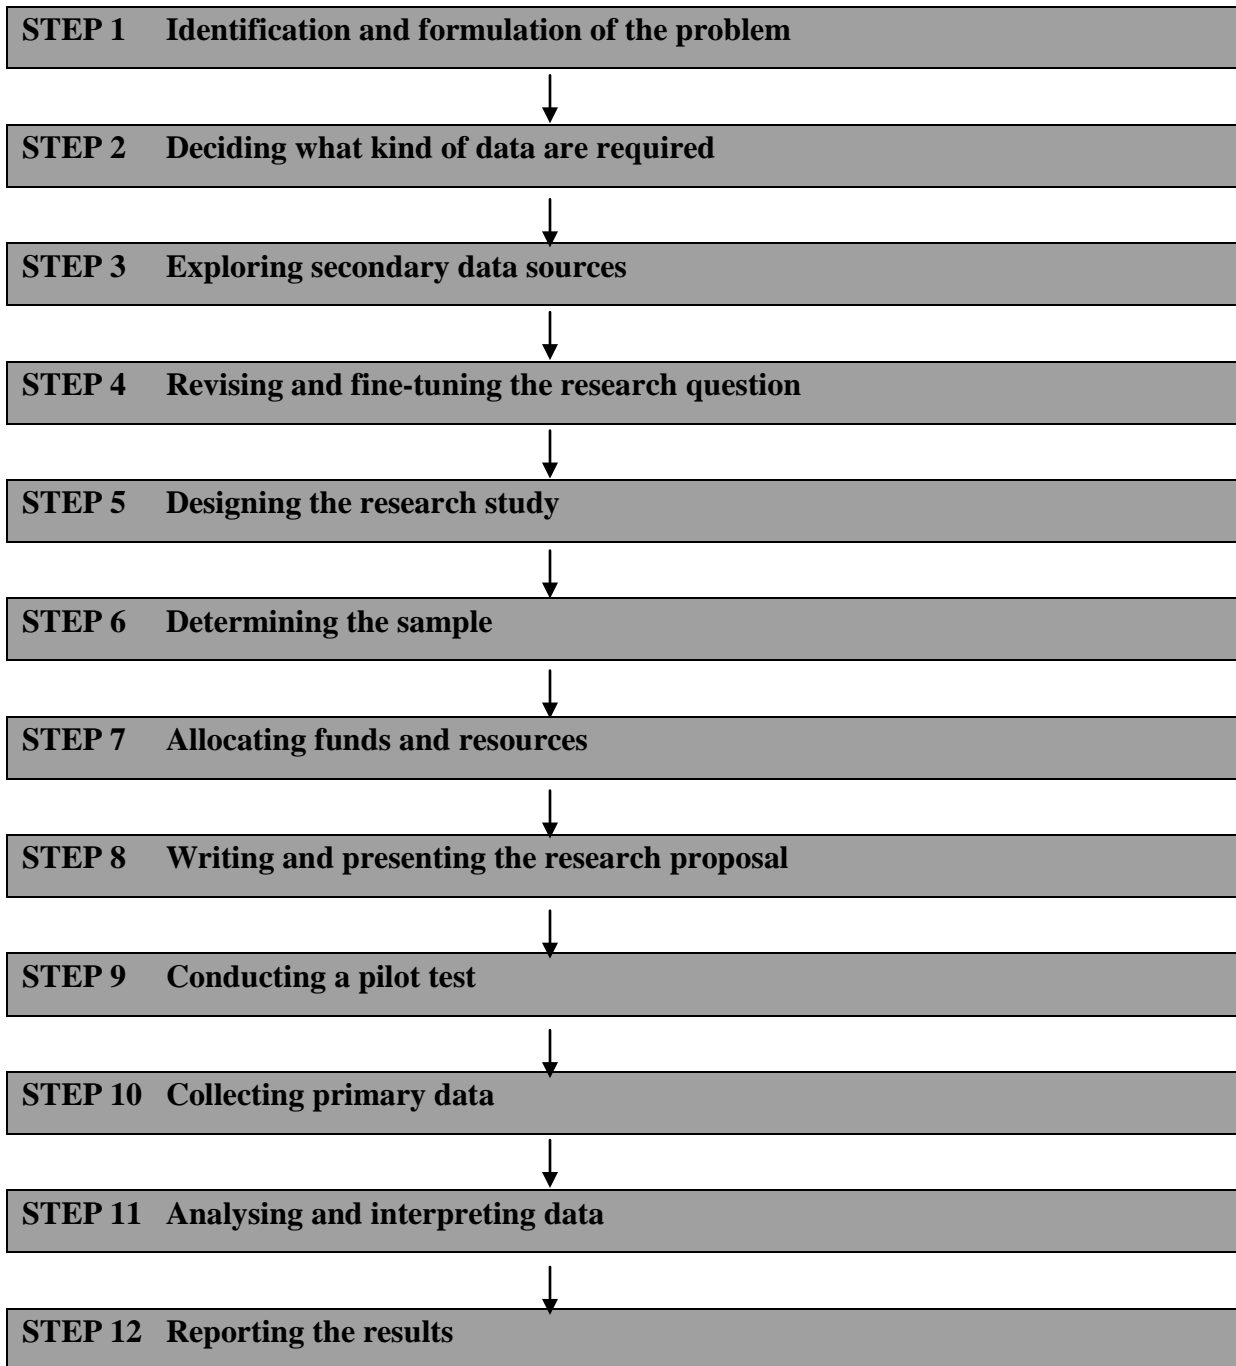 STEP 1 Identification and formulation of the problem
STEP 2 Deciding what kind of data are required
STEP 3 Exploring secondary data sources
STEP 4 Revising and fine-tuning the research question
STEP 5 Designing the research study
STEP 6 Determining the sample
STEP 7 Allocating funds and resources
STEP 8 Writing and presenting the research proposal
STEP 9 Conducting a pilot test
STEP 10 Collecting primary data
STEP 11 Analysing and interpreting data
STEP 12 Reporting the results